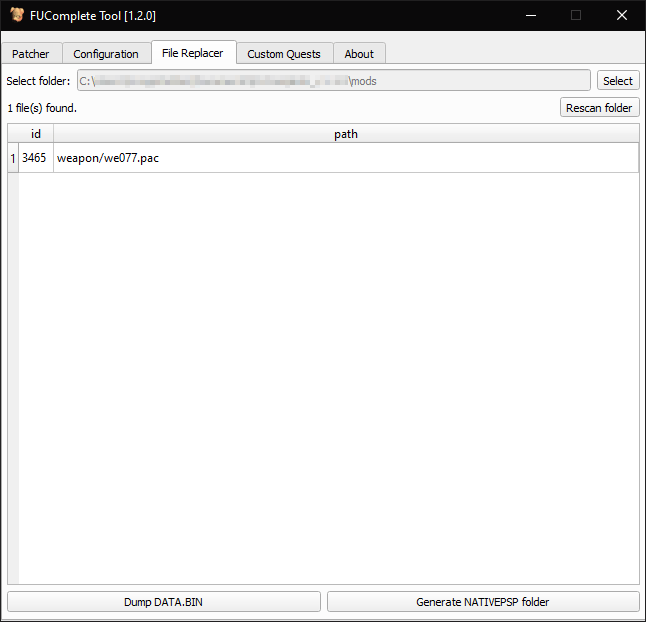 FUComplete Tool [1.2.0]
Patcher Configuration File Replacer Custom Quests About
Select folder: C:\ \mods Select
1 file(s) found. Rescan folder
id path
1 3465 weapon/we077.pac
Dump DATA.BIN Generate NATIVEPSP folder